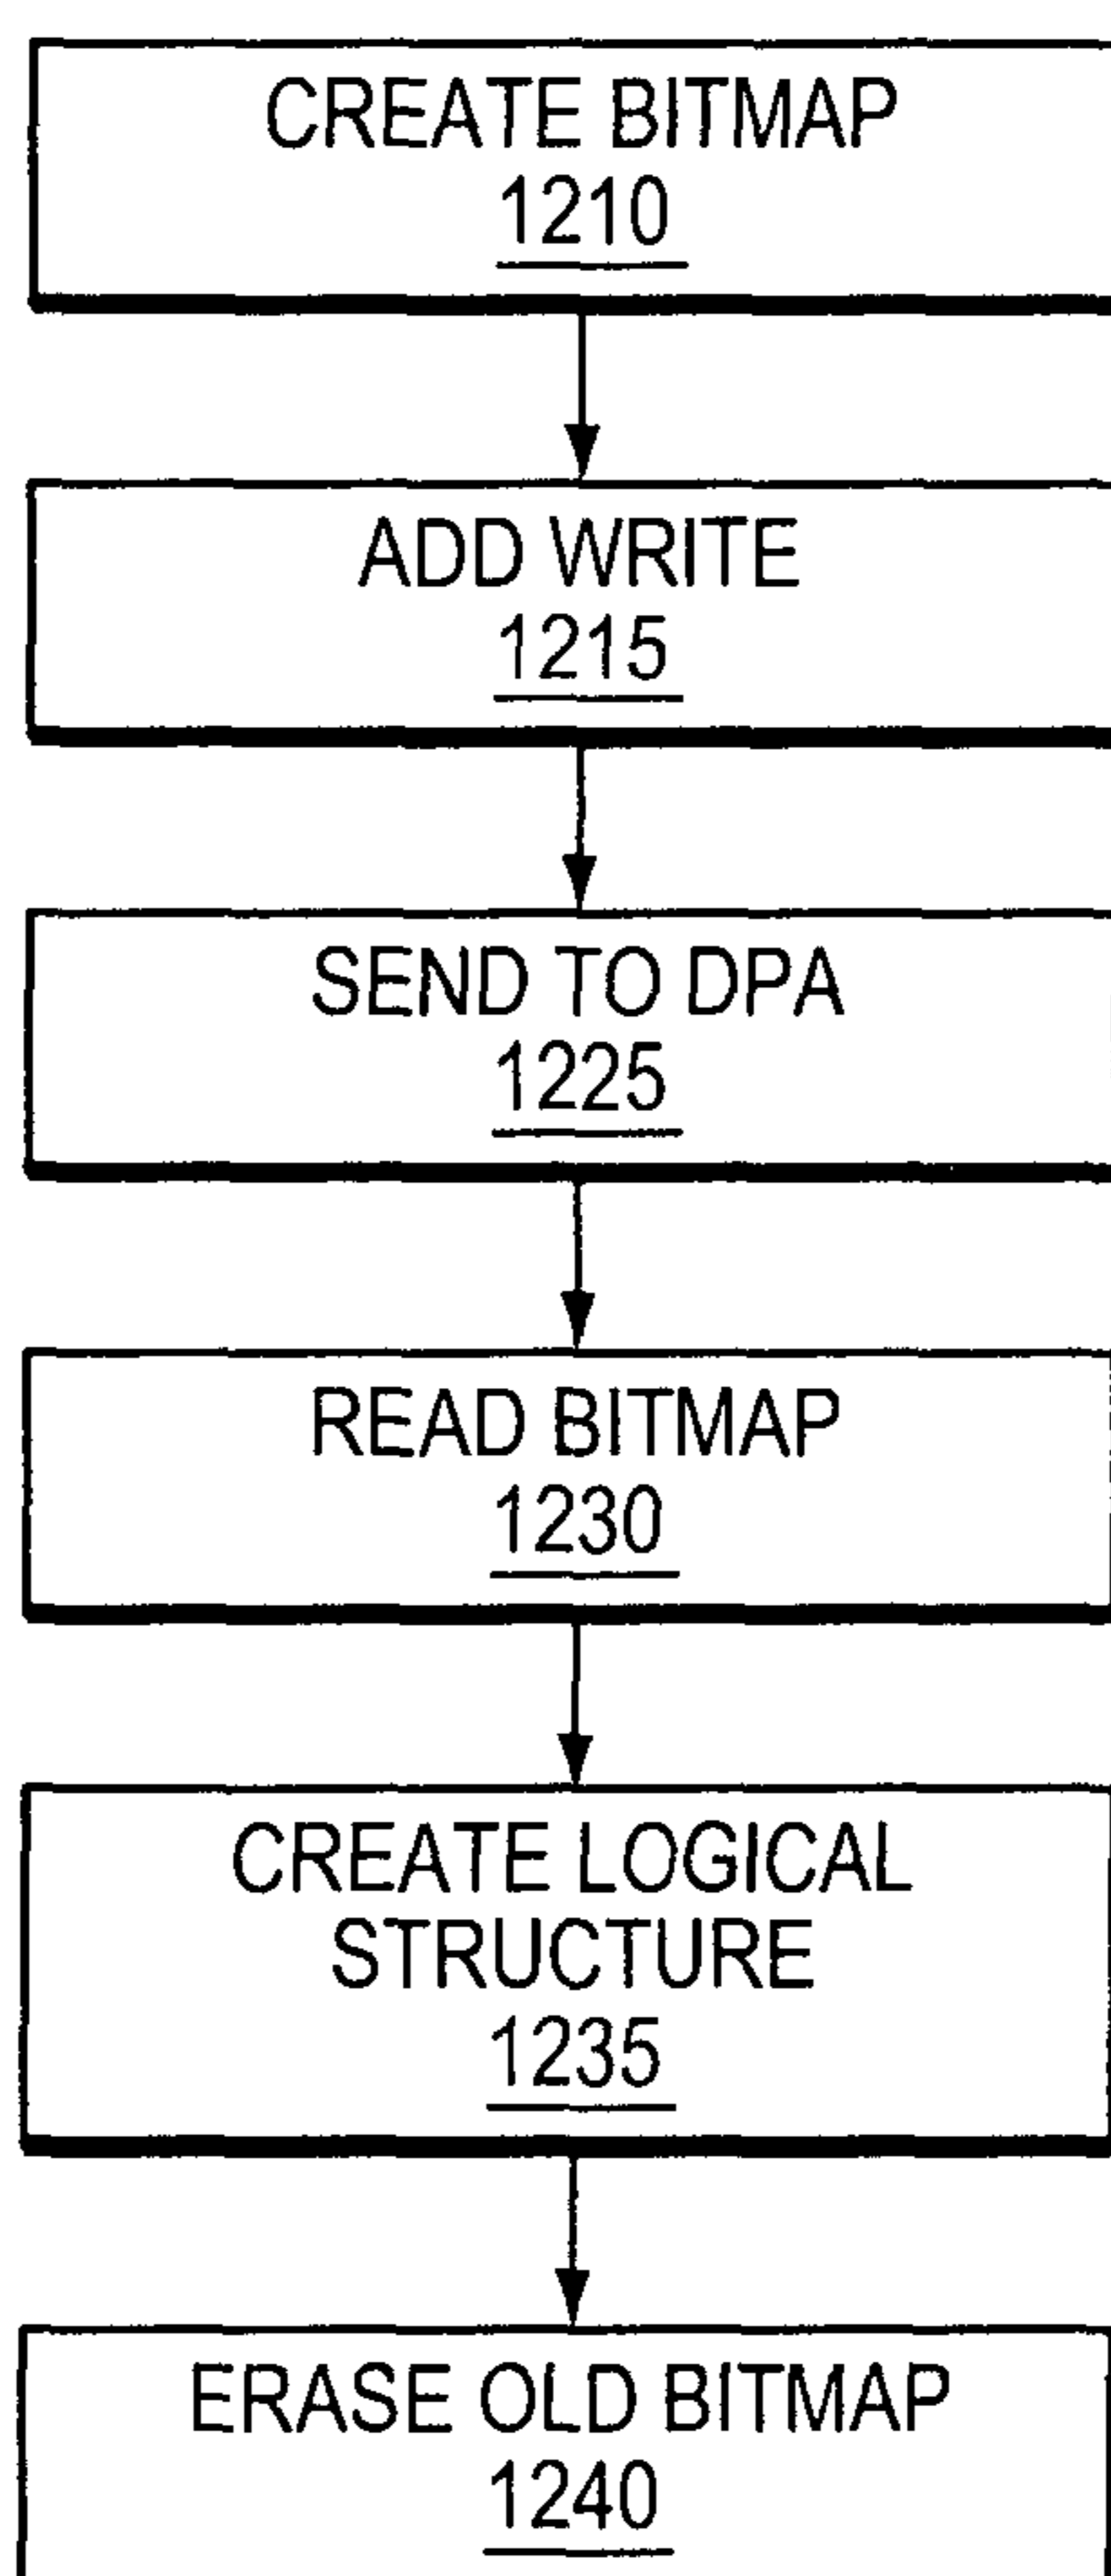 CREATE BITMAP
1210
ADD WRITE
1215
SEND TO DPA
1225
READ BITMAP
1230
CREATE LOGICAL
STRUCTURE
1235
ERASE OLD BITMAP
1240